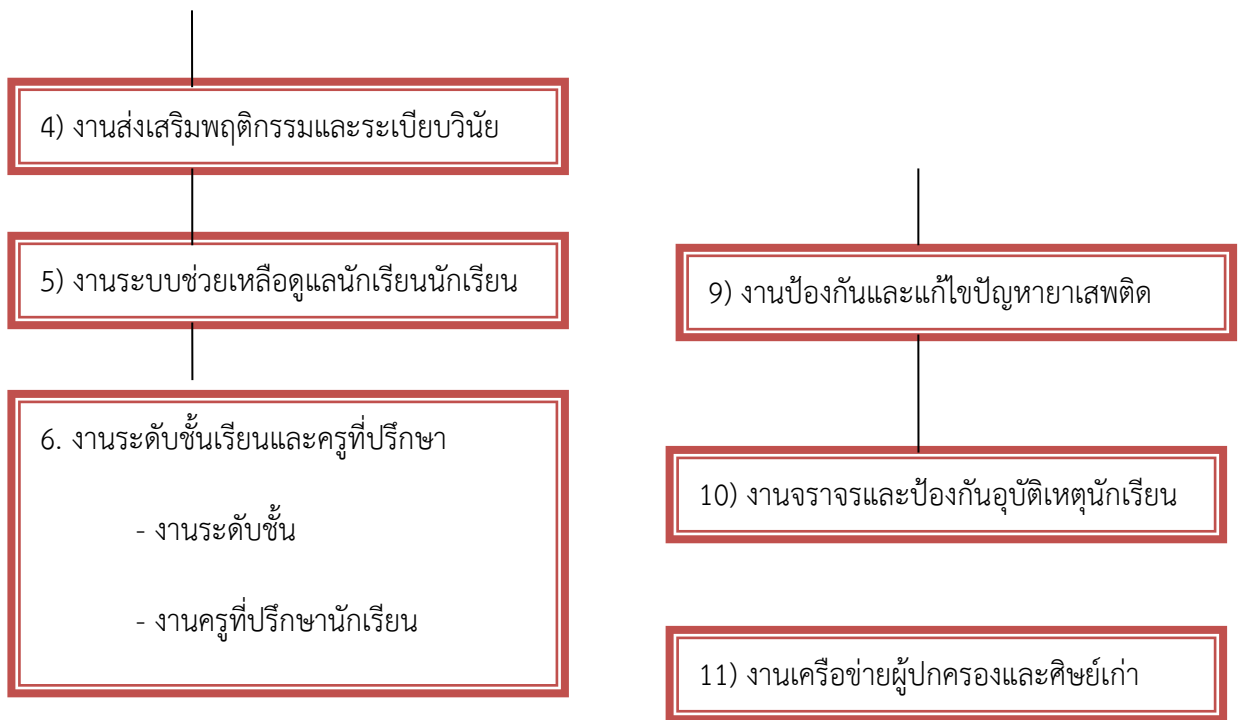 4) งานส่งเสริมพฤติกรรมและระเบียบวินัย
5) งานระบบช่วยเหลือดูแลนักเรียนนักเรียน
6. งานระดับชั้นเรียนและครูที่ปรึกษา
- งานระดับชั้น
- งานครูที่ปรึกษานักเรียน
9) งานป้องกันและแก้ไขปัญหายาเสพติด
10) งานจราจรและป้องกันอุบัติเหตุนักเรียน
11) งานเครือข่ายผู้ปกครองและศิษย์เก่า